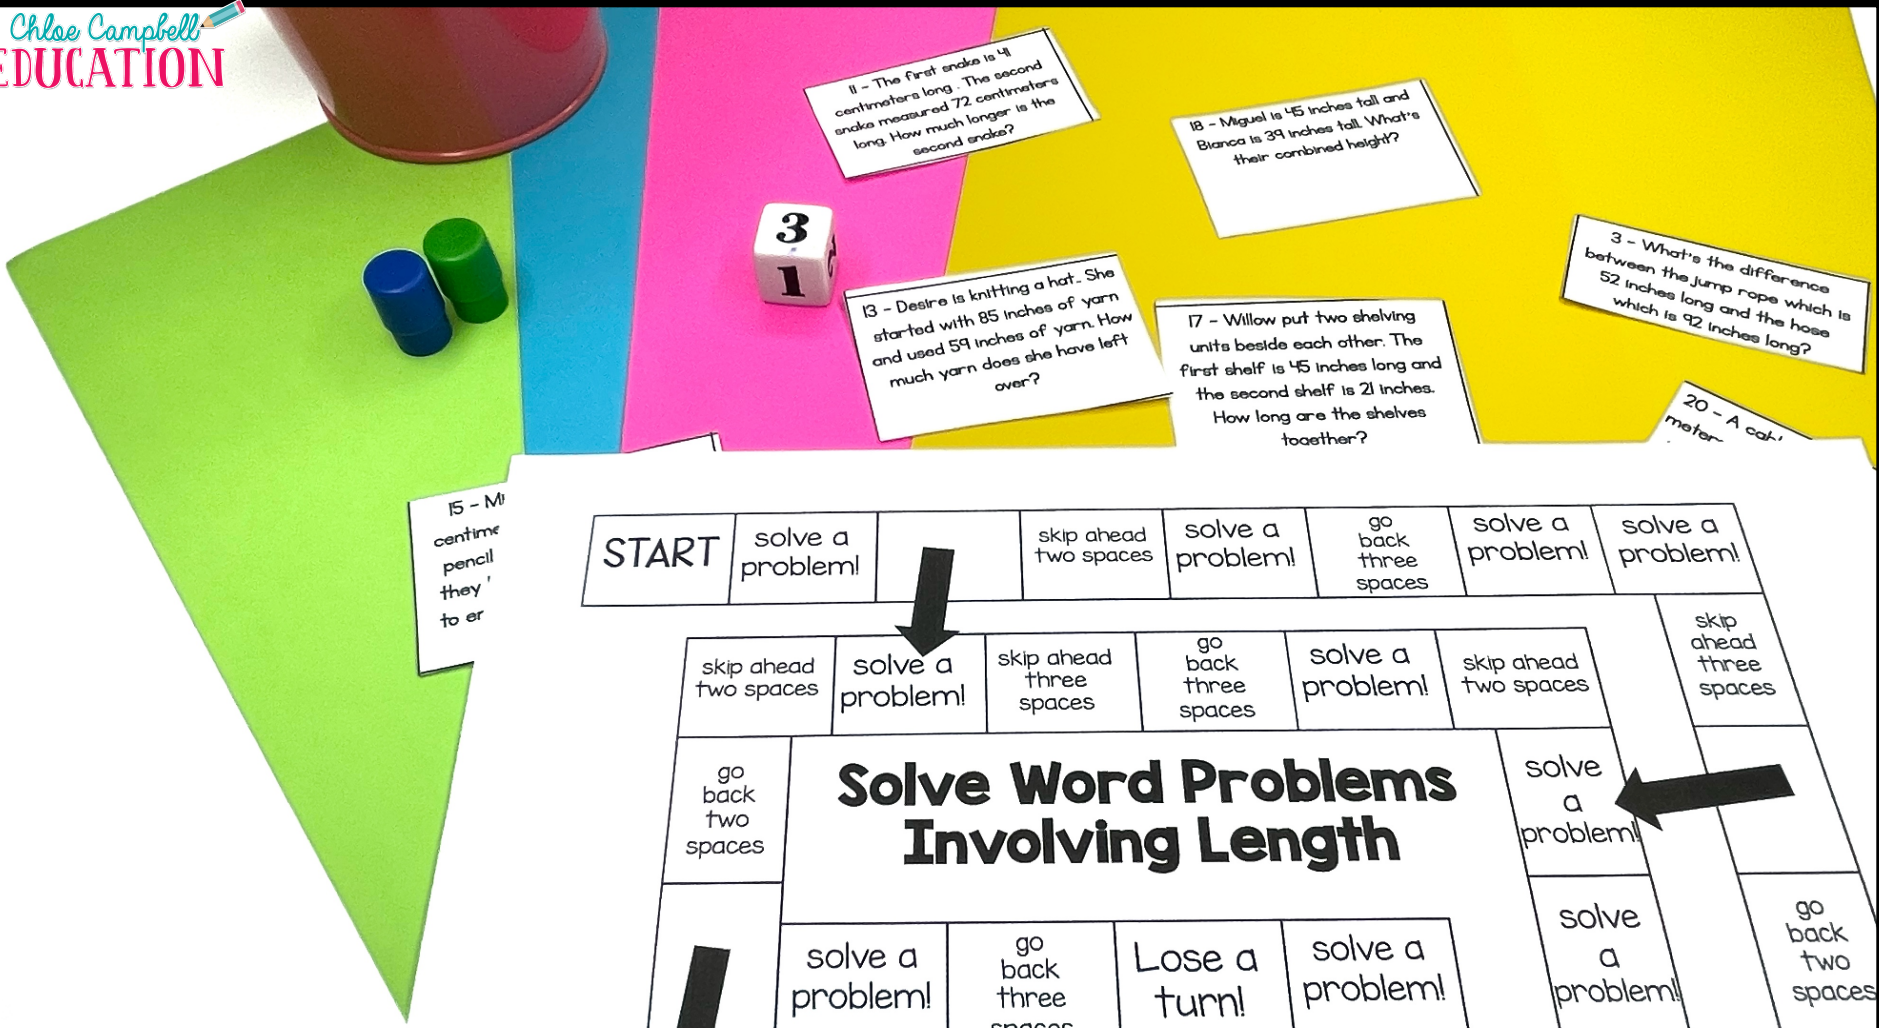 Chloe Campbell
EDUCATION
11 - The first snake is 41
centimeters long . The second
snake measured 72 centimeters
long. How much longer is the
second snake?
18 - Miguel is 45 inches tall and
Bianca is 39 inches tall. What's
their combined height?
3
1
2
3 - What's the difference
between the jump rope which is
52 inches long and the hose
which is 92 inches long?
13 - Desire is knitting a hat. She
started with 85 inches of yarn
and used 59 inches of yarn. How
much yarn does she have left
over?
17 - Willow put two shelving
units beside each other. The
first shelf is 45 inches long and
the second shelf is 21 inches.
How long are the shelves
together?
20 - A
meter
15 -
pencil
they
to er
START
solve a
problem!
skip ahead
two spaces
solve a
problem!
go
back
three
spaces
solve a
problem!
solve a
problem!
skip
ahead
three
spaces
go
back
two
spaces
skip ahead
two spaces
solve a
problem!
skip ahead
three
spaces
go
back
three
spaces
solve a
problem!
skip ahead
two spaces
solve
a
problem!
solve
a
problem!
go
back
two
spaces
Solve Word Problems
Involving Length
solve a
problem!
go
back
three
spaces
Lose a
turn!
solve a
problem!